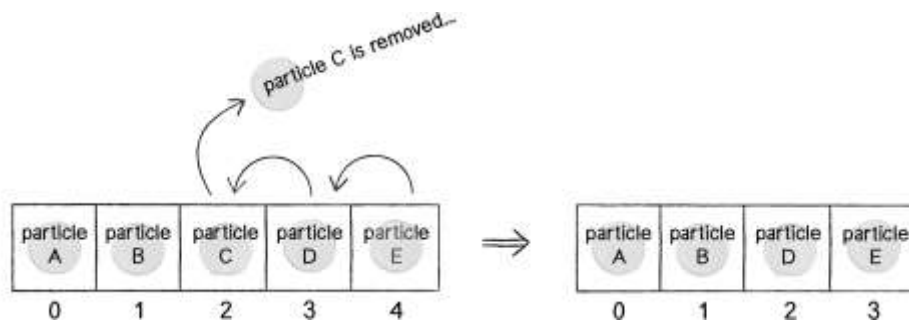 particle C is removed...
particle
A
particle
B
particle
C
particle
D
particle
E
0 1 2 3 4
particle
A
particle
B
particle
D
particle
E
0 1 2 3